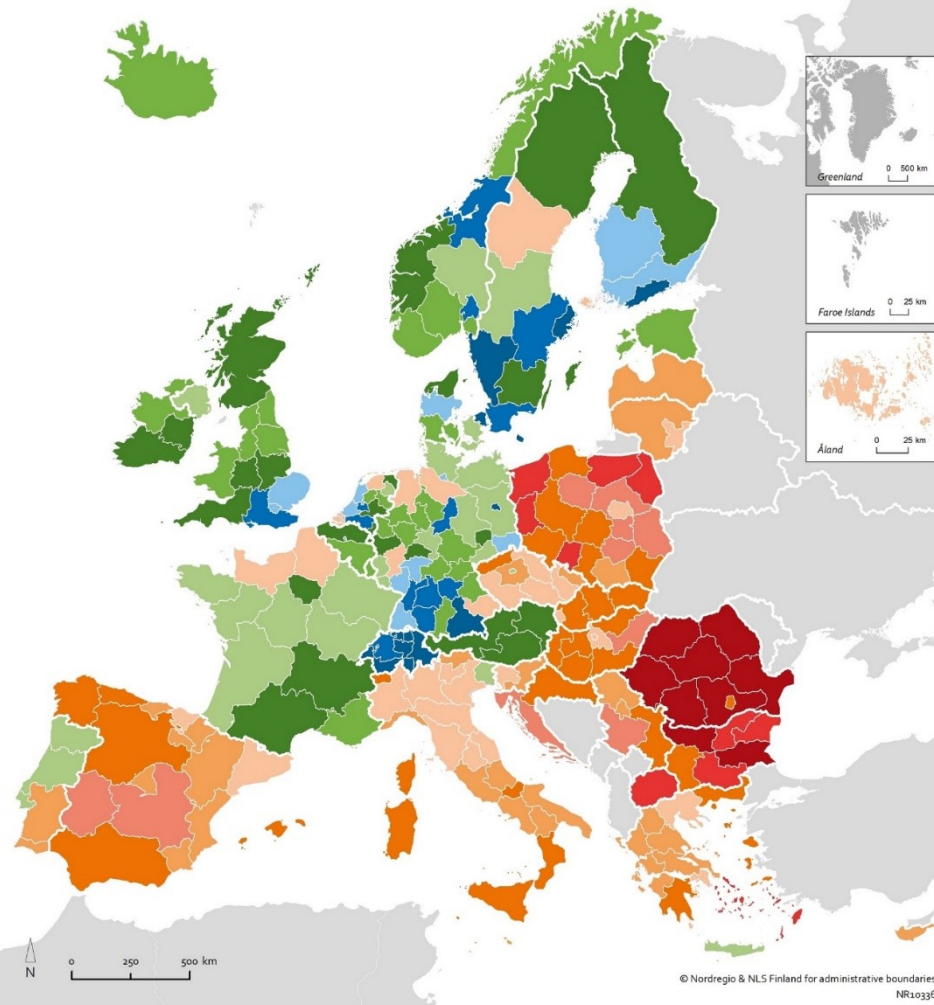 Greenland
0 500 km
Faroe Islands
0 25 km
Åland
0 25 km
N
0 250 500 km
© Nordregio & NLS Finland for administrative boundaries
NR10336